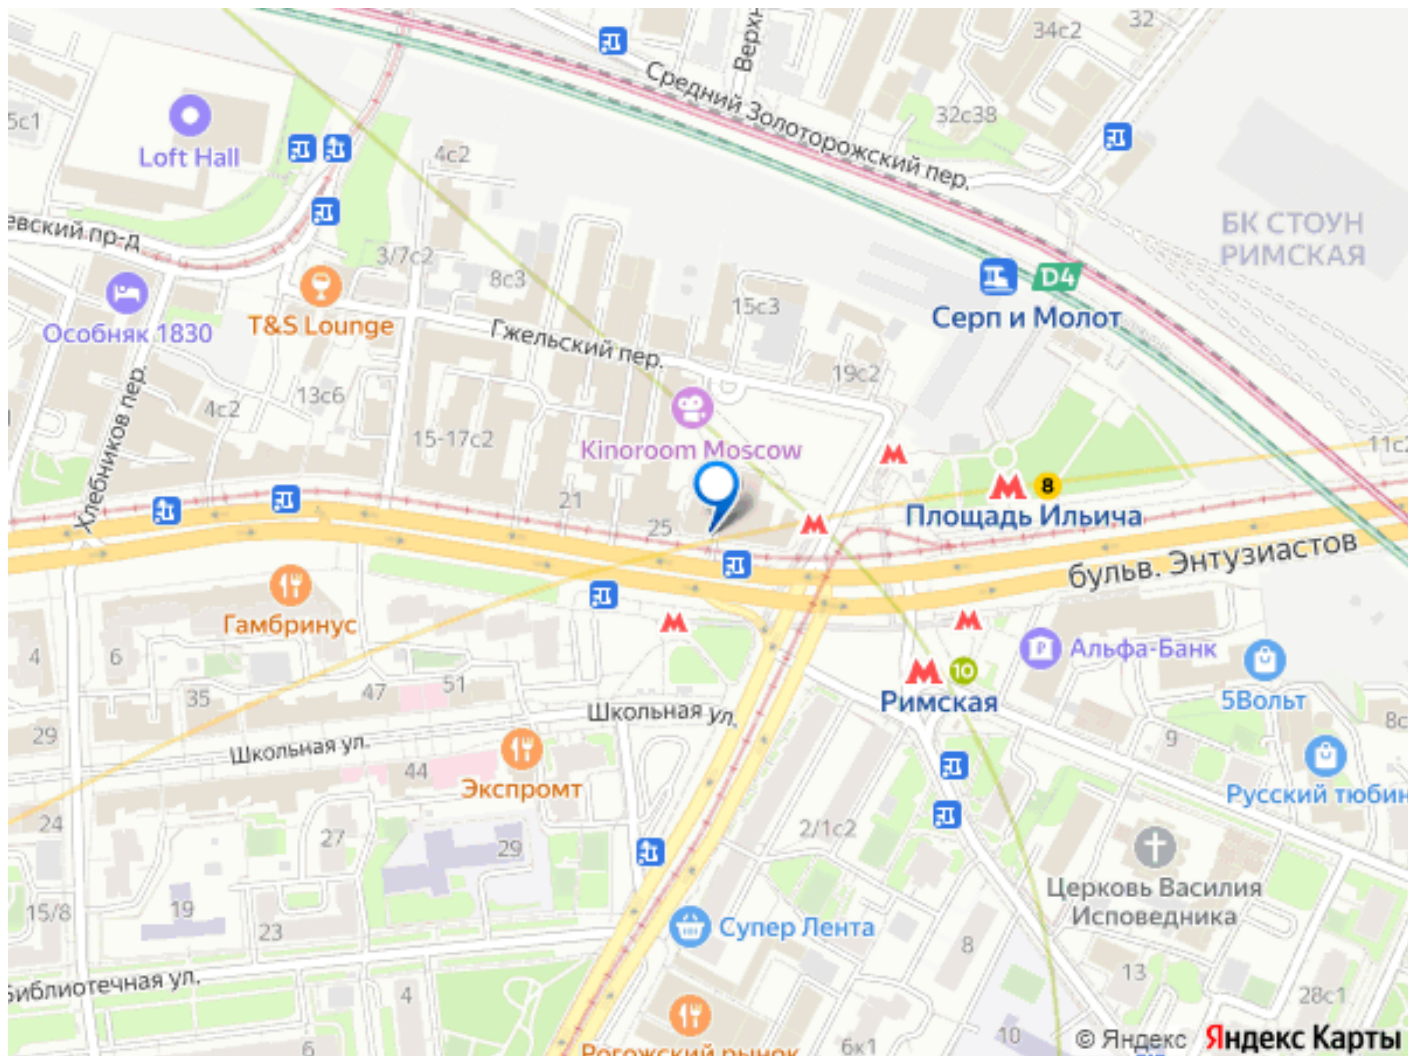 32
34с2
Средний Золоторожский пер.
32с38
5с1
Loft Hall
4с2
БК СТОУН
РИМСКАЯ
евский пр-д
3/7с2
8с3
D4
15с3
Серп и Молот
Особняк 1830
T&S Lounge
Гжельский пер.
19с2
Хлебников пер.
13с6
4с2
15-17с2
Kinoroom Moscow
11с2
21
25
8
Площадь Ильича
бульв. Энтузиастов
Гамбринус
4
6
35
47
51
Альфа-Банк
10
Римская
5Вольт
8с
Школьная ул.
29
Школьная ул.
9
44
Экспромт
Русский тюбин
24
27
29
2/1с2
Церковь Василия
Исповедника
15/8
19
23
Супер Лента
8
13
Библиотечная ул.
4
28с1
6
Рогожский рынок
6к1
10
© Яндекс Яндекс Карты